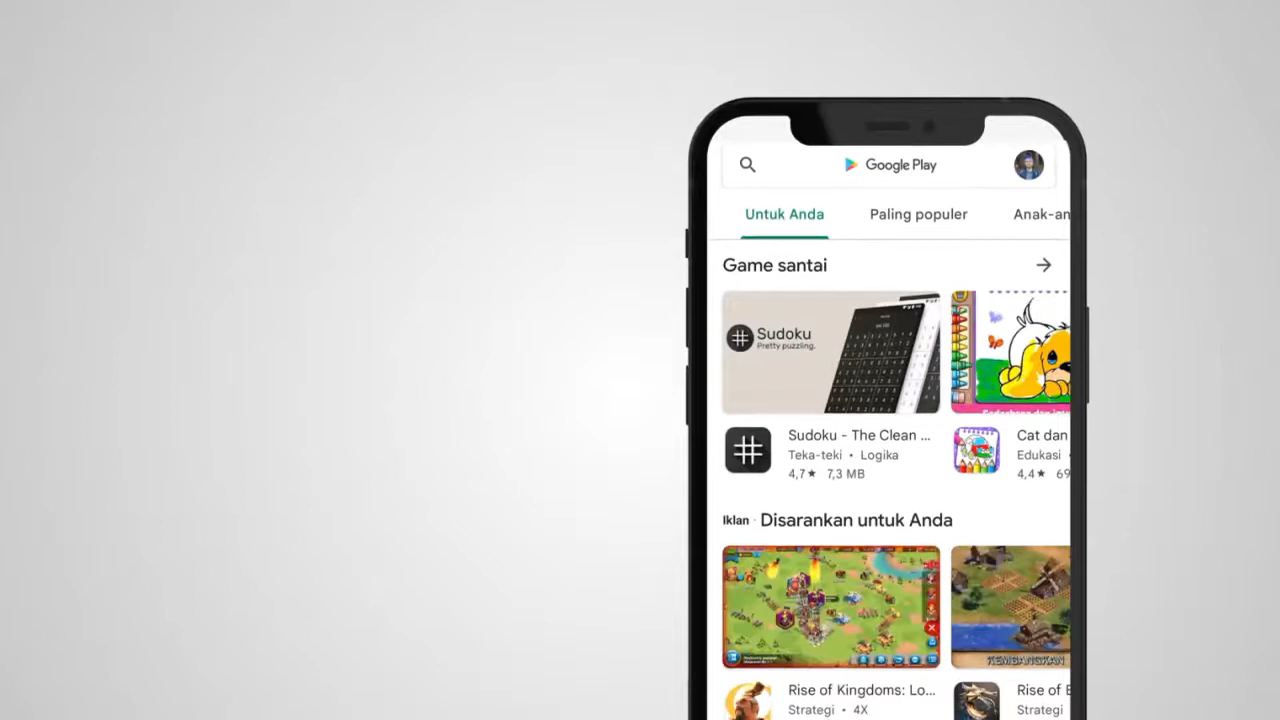 Google Play
Untuk Anda Paling populer Anak-an
Game santai
Sudoku
Pretty puzzling.
Sudoku - The Clean ...
Teka-teki • Logika
4,7★ 7,3 MB
Cat dan
Edukasi •
4,4★ 69
Iklan · Disarankan untuk Anda
KEMBANGKAN
Rise of Kingdoms: Lo...
Strategi • 4X
Rise of E
Strategi